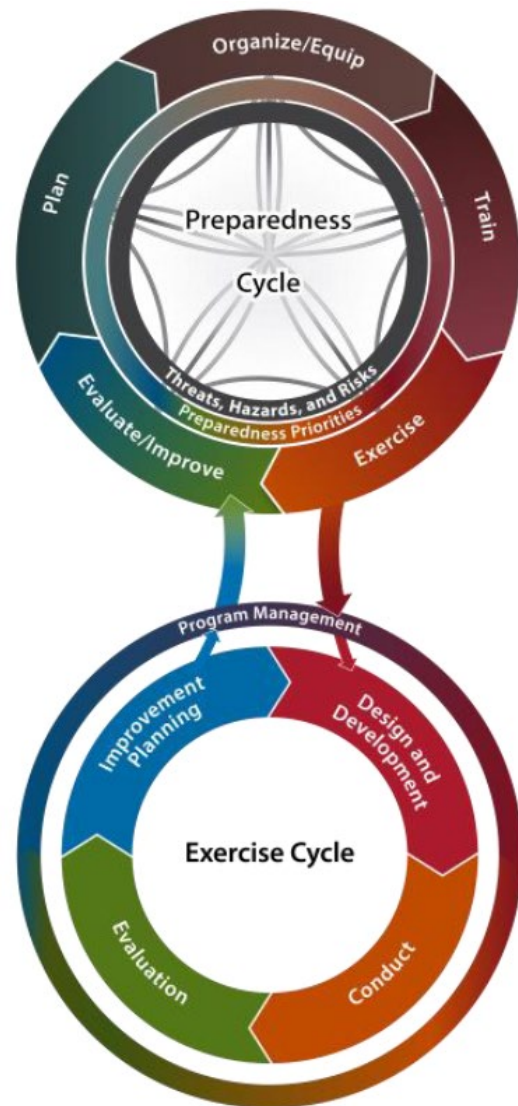 Organize/Equip
Plan
Train
Preparedness
Cycle
Threats, Hazards, and Risks
Preparedness Priorities
Evaluate/Improve
Exercise
Program Management
Improvement
Planning
Design and
Development
Exercise Cycle
Evaluation
Conduct